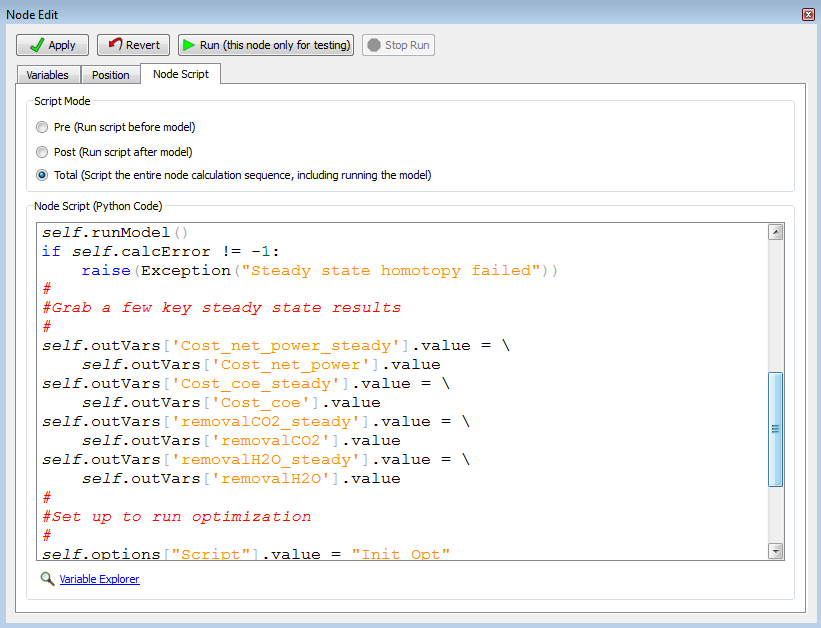 Node Edit
Apply
Revert
Run (this node only for testing)
Stop Run
Variables
Position
Node Script
Script Mode
Pre (Run script before model)
Post (Run script after model)
Total (Script the entire node calculation sequence, including running the model)
Node Script (Python Code)
self.runModel()
if self.calcError != -1:
    raise(Exception("Steady state homotopy failed"))
#
#Grab a few key steady state results
#
self.outVars['Cost_net_power_steady'].value = \
    self.outVars['Cost_net_power'].value
self.outVars['Cost_coe_steady'].value = \
    self.outVars['Cost_coe'].value
self.outVars['removalCO2_steady'].value = \
    self.outVars['removalCO2'].value
self.outVars['removalH2O_steady'].value = \
    self.outVars['removalH2O'].value
#
#Set up to run optimization
#
self.options["Script"].value = "Init_Opt"
Variable Explorer